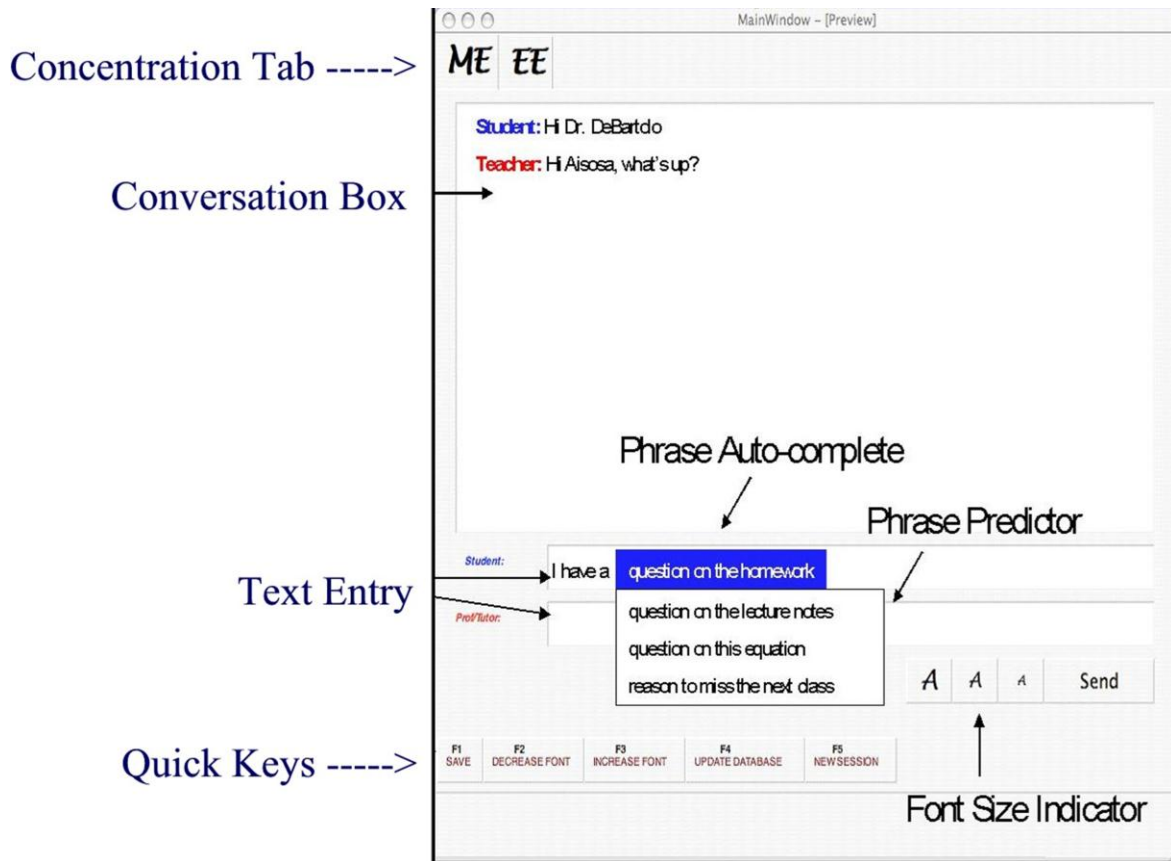 MainWindow – [Preview]
Concentration Tab ----->
ME EE
Student: Hi Dr. DeBartolo
Teacher: Hi Aisosa, what's up?
Conversation Box
Phrase Auto-complete
Phrase Predictor
Student:
I have a question on the homework
Text Entry
Prof/Tutor:
question on the lecture notes
question on this equation
reason to miss the next class
A A A Send
Quick Keys ----->
F1 F2 F3 F4 F5
SAVE DECREASE FONT INCREASE FONT UPDATE DATABASE NEW SESSION
Font Size Indicator